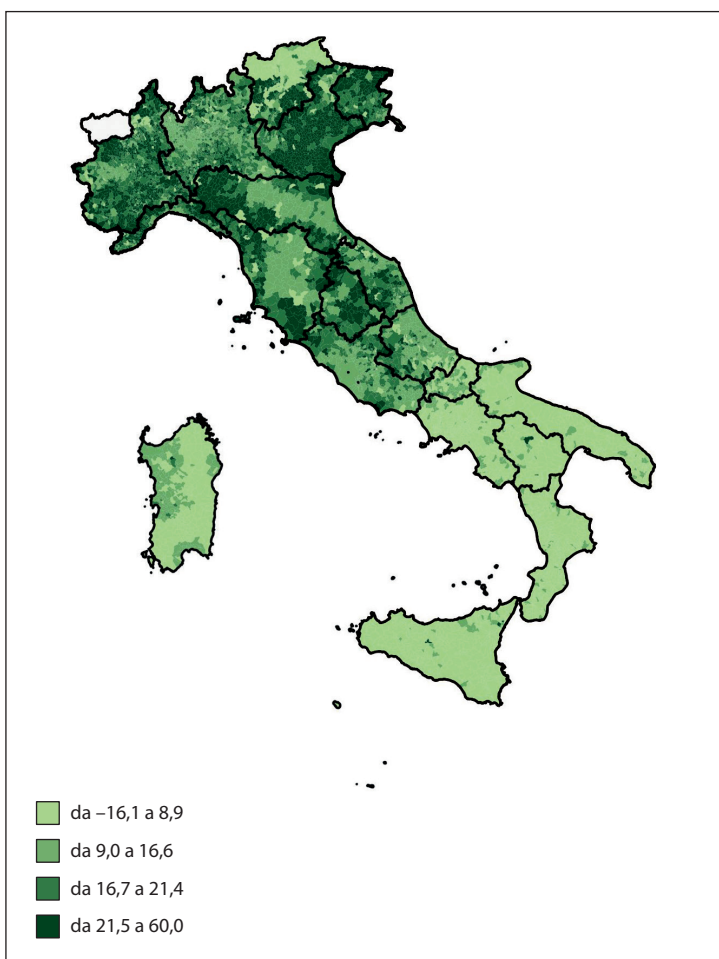 da –16,1 a 8,9
da 9,0 a 16,6
da 16,7 a 21,4
da 21,5 a 60,0